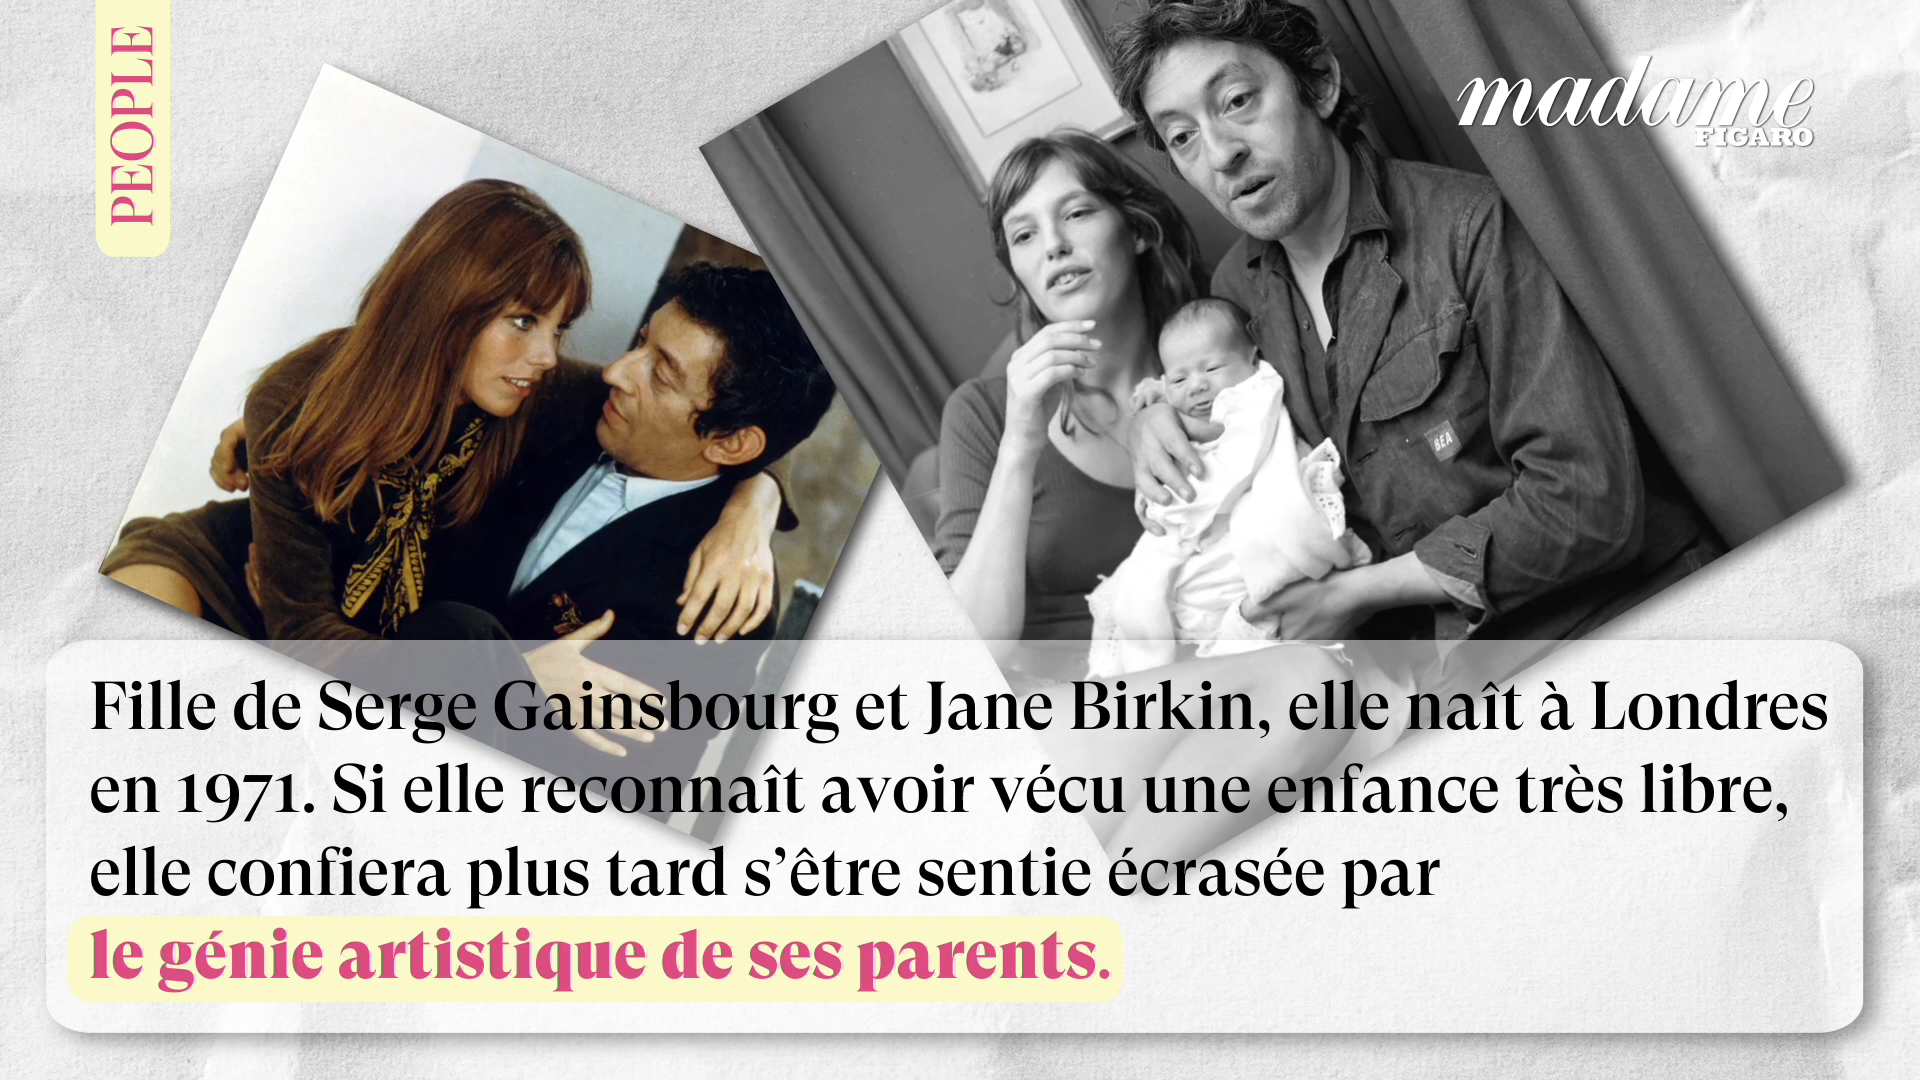 PEOPLE
madame
FIGARO
BEA
Fille de Serge Gainsbourg et Jane Birkin, elle naît à Londres
en 1971. Si elle reconnaît avoir vécu une enfance très libre,
elle confiera plus tard s’être sentie écrasée par
le génie artistique de ses parents.